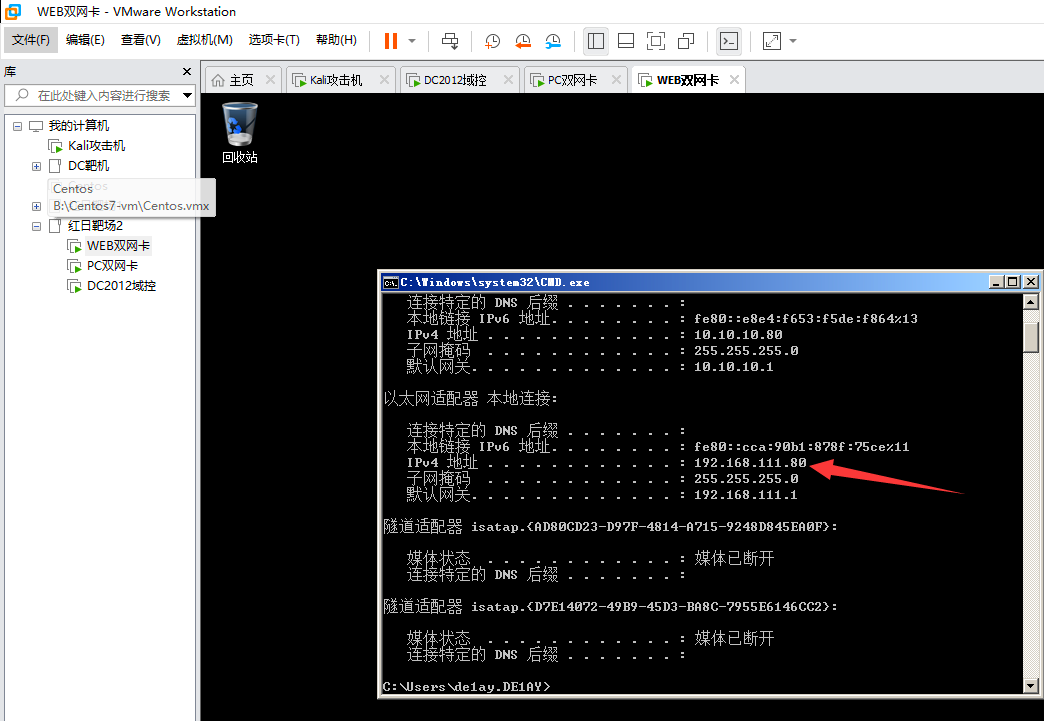 WEB双网卡 - VMware Workstation
文件(F) 编辑(E) 查看(V) 虚拟机(M) 选项卡(T) 帮助(H)
库
在此处键入内容进行搜索
主页 Kali攻击机 DC2012域控 PC双网卡 WEB双网卡
我的计算机
Kali攻击机
DC靶机
Centos
Centos
B:\Centos7-vm\Centos.vmx
红日靶场2
WEB双网卡
PC双网卡
DC2012域控
回收站
C:\Windows\system32\CMD.exe
连接特定的 DNS 后缀 . . . . . . . :
本地链接 IPv6 地址. . . . . . . . : fe80::e8e4:f653:f5de:f864%13
IPv4 地址 . . . . . . . . . . . . : 10.10.10.80
子网掩码 . . . . . . . . . . . . : 255.255.255.0
默认网关. . . . . . . . . . . . . : 10.10.10.1
以太网适配器 本地连接:
连接特定的 DNS 后缀 . . . . . . . :
本地链接 IPv6 地址. . . . . . . . : fe80::cca:90b1:878f:75ce%11
IPv4 地址 . . . . . . . . . . . . : 192.168.111.80
子网掩码 . . . . . . . . . . . . : 255.255.255.0
默认网关. . . . . . . . . . . . . : 192.168.111.1
隧道适配器 isatap.{AD80CD23-D97F-4814-A715-9248D845EA0F}:
媒体状态 . . . . . . . . . . . . : 媒体已断开
连接特定的 DNS 后缀 . . . . . . . :
隧道适配器 isatap.{D7E14072-49B9-45D3-BA8C-7955E6146CC2}:
媒体状态 . . . . . . . . . . . . : 媒体已断开
连接特定的 DNS 后缀 . . . . . . . :
C:\Users\de1ay.DE1AY>